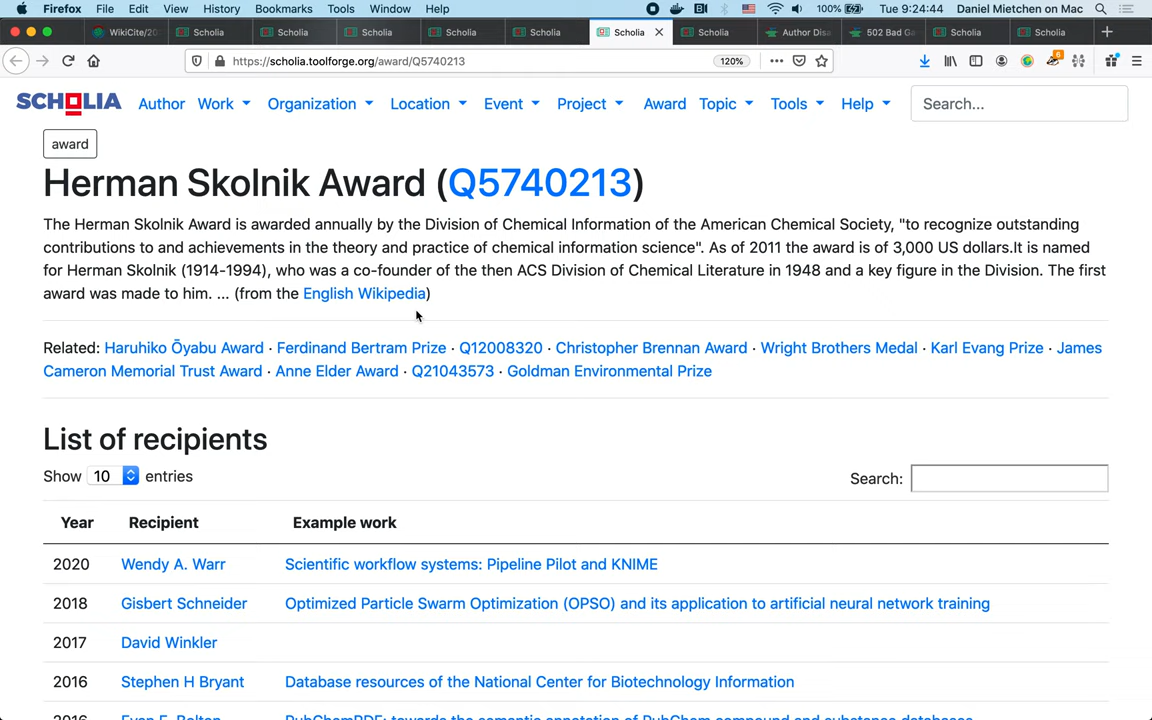 Firefox File Edit View History Bookmarks Tools Window Help 100% Tue 9:24:44 Daniel Mietchen on Mac
WikiCite/20 Scholia Scholia Scholia Scholia Scholia Scholia Scholia Author Disa 502 Bad Ga Scholia Scholia
https://scholia.toolforge.org/award/Q5740213 120% 6
SCHOLIA Author Work Organization Location Event Project Award Topic Tools Help Search...
award
Herman Skolnik Award (Q5740213)
The Herman Skolnik Award is awarded annually by the Division of Chemical Information of the American Chemical Society, "to recognize outstanding
contributions to and achievements in the theory and practice of chemical information science". As of 2011 the award is of 3,000 US dollars.It is named
for Herman Skolnik (1914-1994), who was a co-founder of the then ACS Division of Chemical Literature in 1948 and a key figure in the Division. The first
award was made to him. ... (from the English Wikipedia)
Related: Haruhiko Ōyabu Award · Ferdinand Bertram Prize · Q12008320 · Christopher Brennan Award · Wright Brothers Medal · Karl Evang Prize · James
Cameron Memorial Trust Award · Anne Elder Award · Q21043573 · Goldman Environmental Prize
List of recipients
Show 10 entries Search:
Year Recipient Example work
2020 Wendy A. Warr Scientific workflow systems: Pipeline Pilot and KNIME
2018 Gisbert Schneider Optimized Particle Swarm Optimization (OPSO) and its application to artificial neural network training
2017 David Winkler
2016 Stephen H Bryant Database resources of the National Center for Biotechnology Information
2016 Evan E. Bolton PubChemRDF: towards the semantic annotation of PubChem compound and substance databases